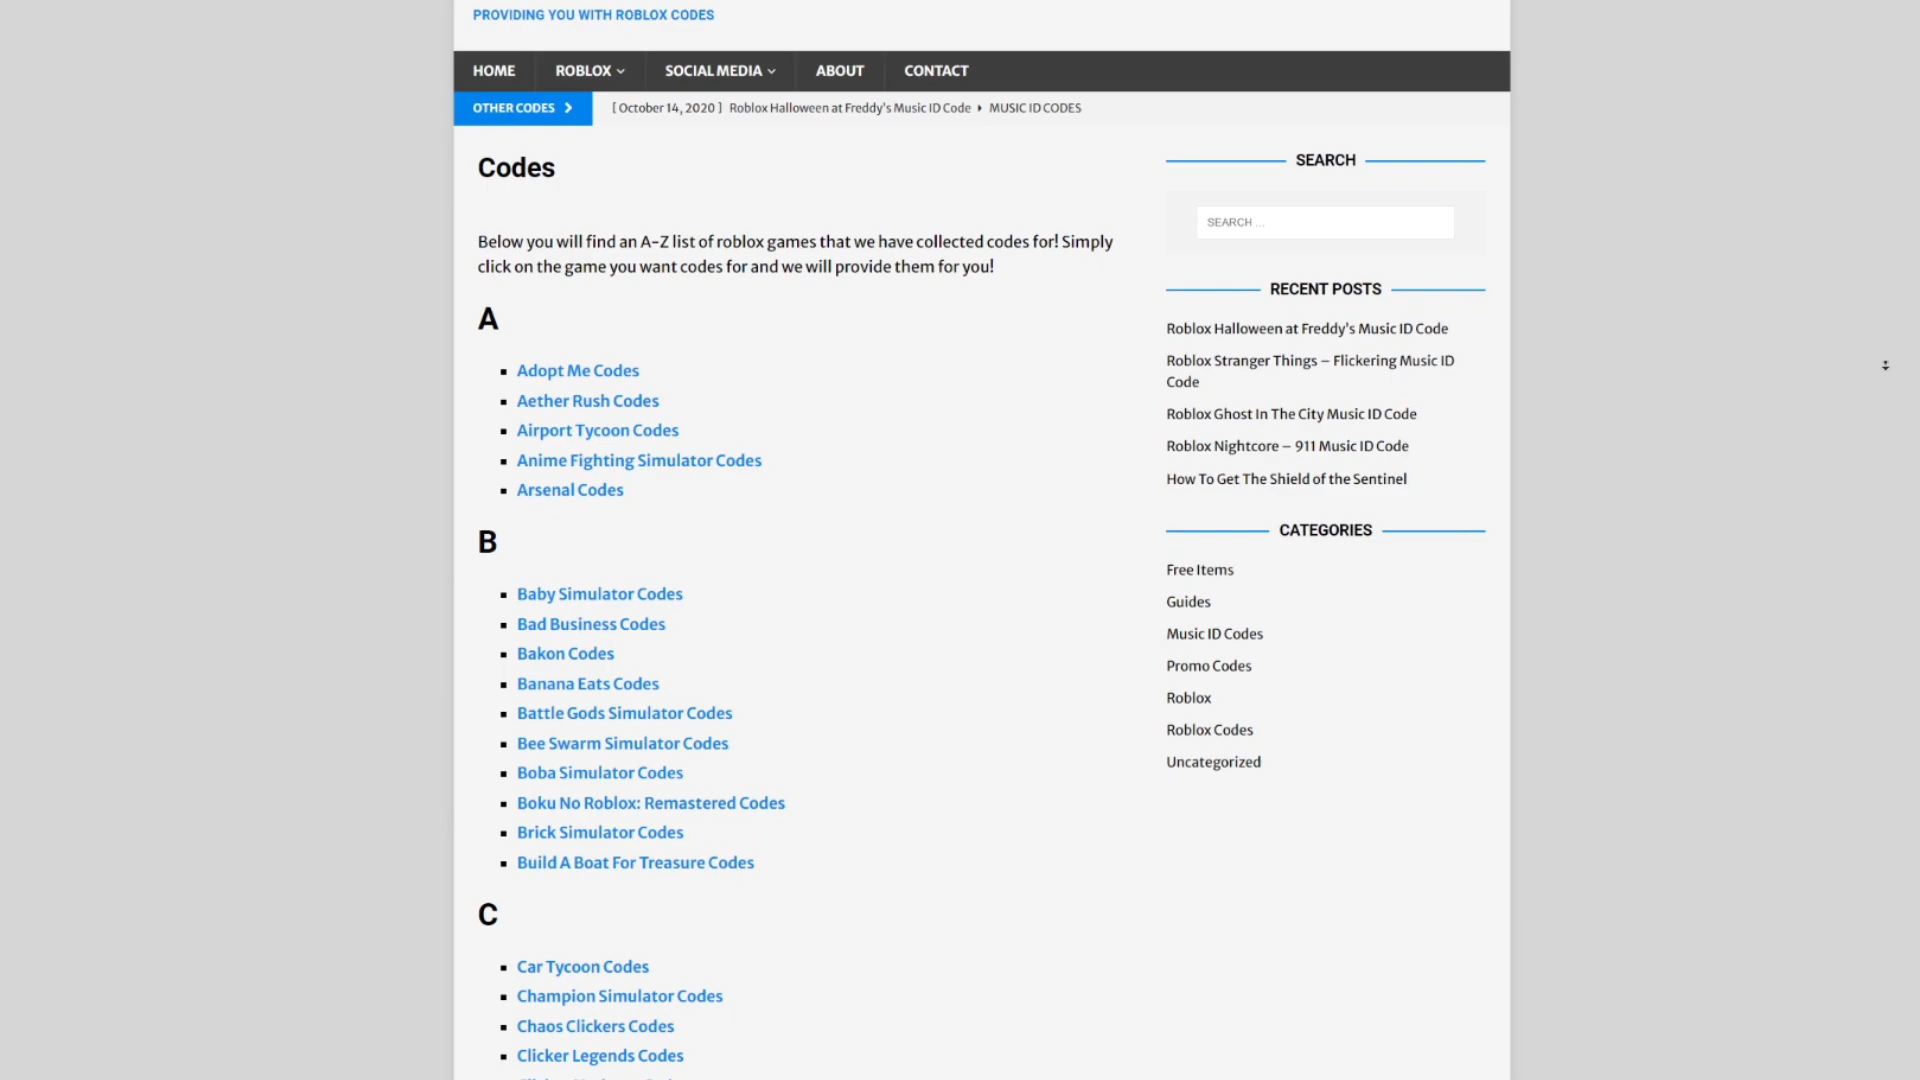 PROVIDING YOU WITH ROBLOX CODES
HOME
ROBLOX
SOCIAL MEDIA
ABOUT
CONTACT
OTHER CODES
[ October 14, 2020 ] Roblox Halloween at Freddy's Music ID Code
MUSIC ID CODES
Codes
Below you will find an A-Z list of roblox games that we have collected codes for! Simply
click on the game you want codes for and we will provide them for you!
A
Adopt Me Codes
Aether Rush Codes
Airport Tycoon Codes
Anime Fighting Simulator Codes
Arsenal Codes
B
Baby Simulator Codes
Bad Business Codes
Bakon Codes
Banana Eats Codes
Battle Gods Simulator Codes
Bee Swarm Simulator Codes
Boba Simulator Codes
Boku No Roblox: Remastered Codes
Brick Simulator Codes
Build A Boat For Treasure Codes
C
Car Tycoon Codes
Champion Simulator Codes
Chaos Clickers Codes
Clicker Legends Codes
SEARCH
SEARCH ...
RECENT POSTS
Roblox Halloween at Freddy's Music ID Code
Roblox Stranger Things – Flickering Music ID
Code
Roblox Ghost In The City Music ID Code
Roblox Nightcore – 911 Music ID Code
How To Get The Shield of the Sentinel
CATEGORIES
Free Items
Guides
Music ID Codes
Promo Codes
Roblox
Roblox Codes
Uncategorized